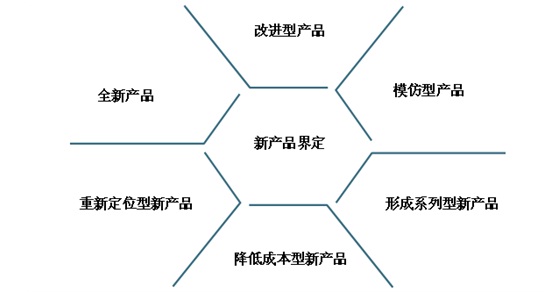 改进型产品
全新产品
模仿型产品
新产品界定
重新定位型新产品
形成系列型新产品
降低成本型新产品